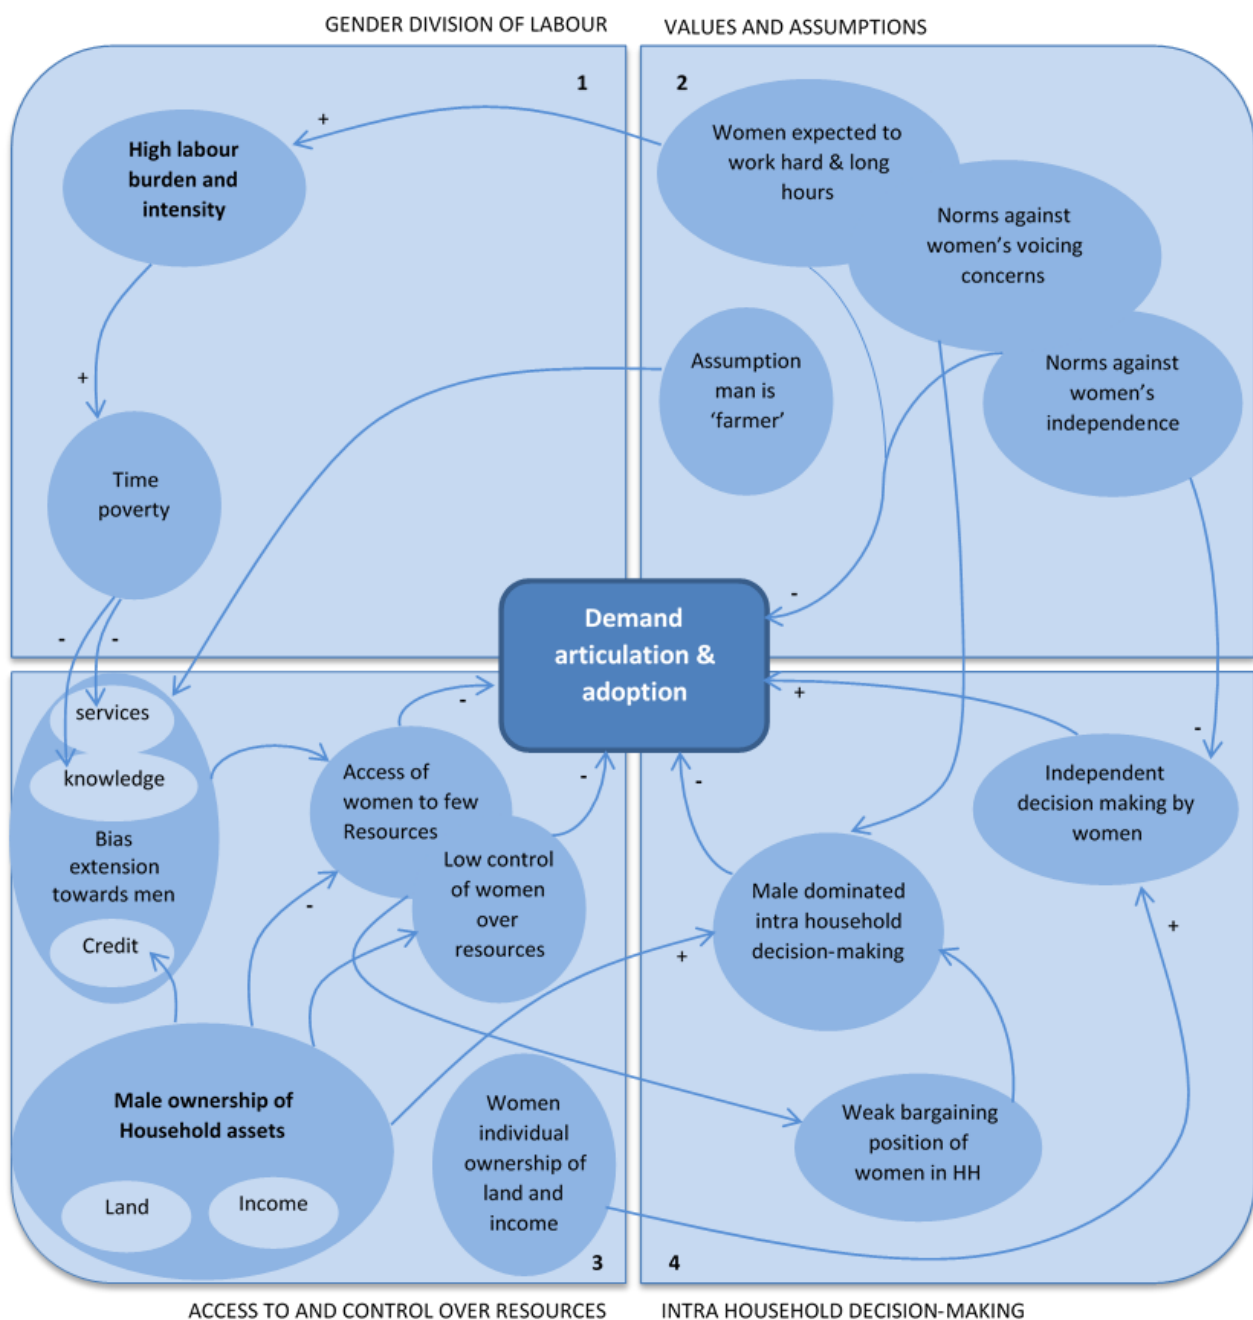 GENDER DIVISION OF LABOUR
VALUES AND ASSUMPTIONS
1
+
High labour
burden and
intensity
+
Time
poverty
-
-
2
Women expected to
work hard & long
hours
Norms against
women’s voicing
concerns
Norms against
women’s
independence
Assumption
man is
‘farmer’
-
Demand
articulation &
adoption
services
knowledge
Bias
extension
towards men
Credit
-
Access of
women to few
Resources
-
Low control
of women
over
resources
-
Male ownership of
Household assets
Land
Income
Women
individual
ownership of
land and
income
3
+
-
-
Independent
decision making by
women
Male dominated
intra household
decision-making
+
+
Weak bargaining
position of
women in HH
4
ACCESS TO AND CONTROL OVER RESOURCES
INTRA HOUSEHOLD DECISION-MAKING